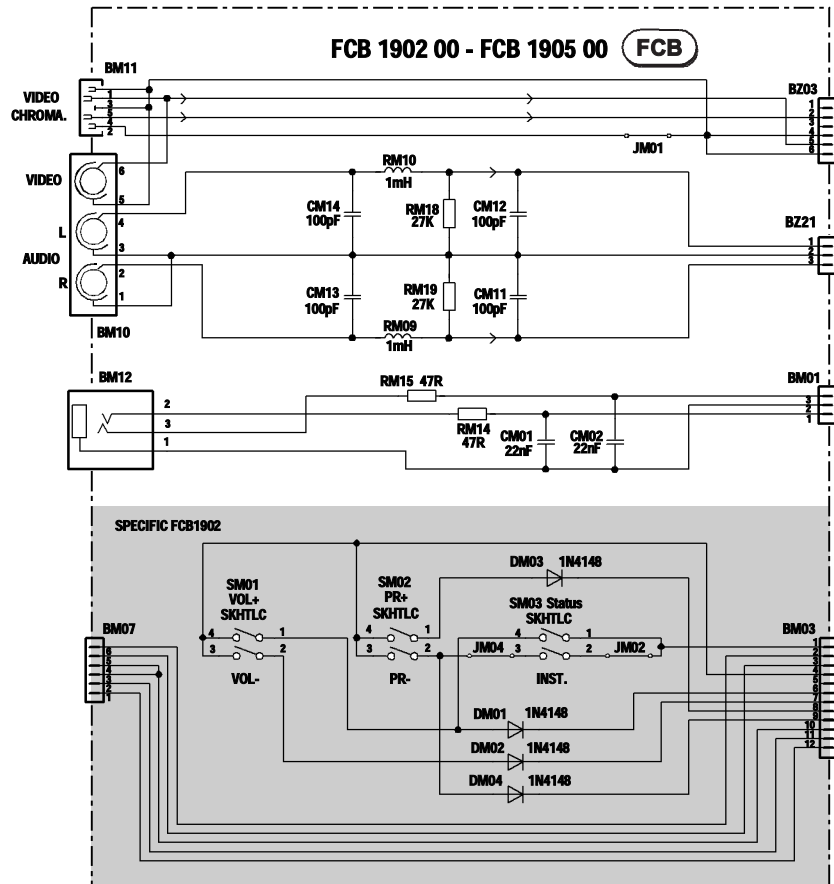 FCB 1902 00 - FCB 1905 00 FCB
BM11
VIDEO
CHROMA.
1
3
5
4
2
BZ03
1
2
3
4
5
6
JM01
VIDEO
L
AUDIO
R
6
5
4
3
2
1
BM10
RM10
1mH
CM14
100pF
RM18
27K
CM12
100pF
BZ21
1
2
3
CM13
100pF
RM19
27K
CM11
100pF
RM09
1mH
BM12
2
3
1
RM15 47R
RM14
47R
CM01
22nF
CM02
22nF
BM01
3
2
1
SPECIFIC FCB1902
DM03 1N4148
SM01
VOL+
SKHTLC
SM02
PR+
SKHTLC
SM03 Status
SKHTLC
4 1
3 2
VOL-
4 1
3 2
PR-
JM04
4 1
3 2
INST.
JM02
BM07
6
5
4
3
2
1
BM03
1
2
3
4
5
6
7
8
9
10
11
12
DM01 1N4148
DM02 1N4148
DM04 1N4148